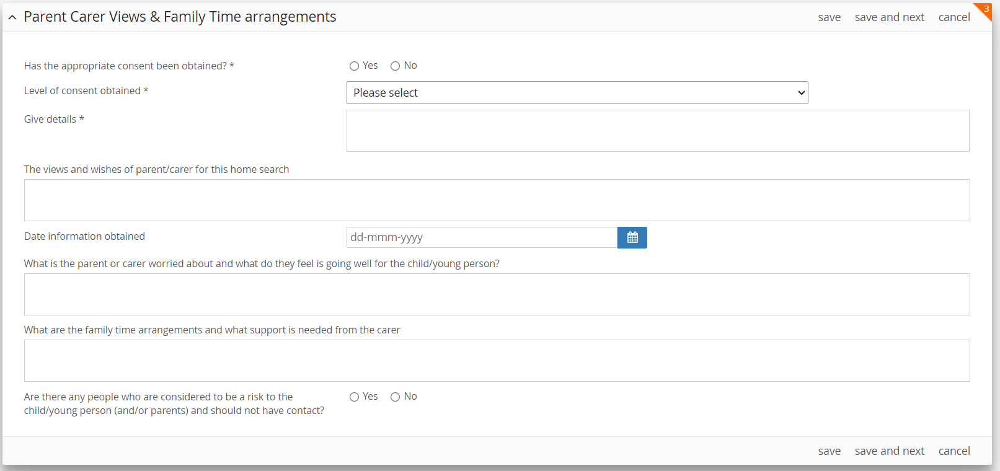 Parent Carer Views & Family Time arrangements
save save and next cancel
3
Has the appropriate consent been obtained? *
Yes No
Level of consent obtained *
Please select
Give details *
The views and wishes of parent/carer for this home search
Date information obtained
dd-mmm-yyyy
What is the parent or carer worried about and what do they feel is going well for the child/young person?
What are the family time arrangements and what support is needed from the carer
Are there any people who are considered to be a risk to the
child/young person (and/or parents) and should not have contact?
Yes No
save save and next cancel